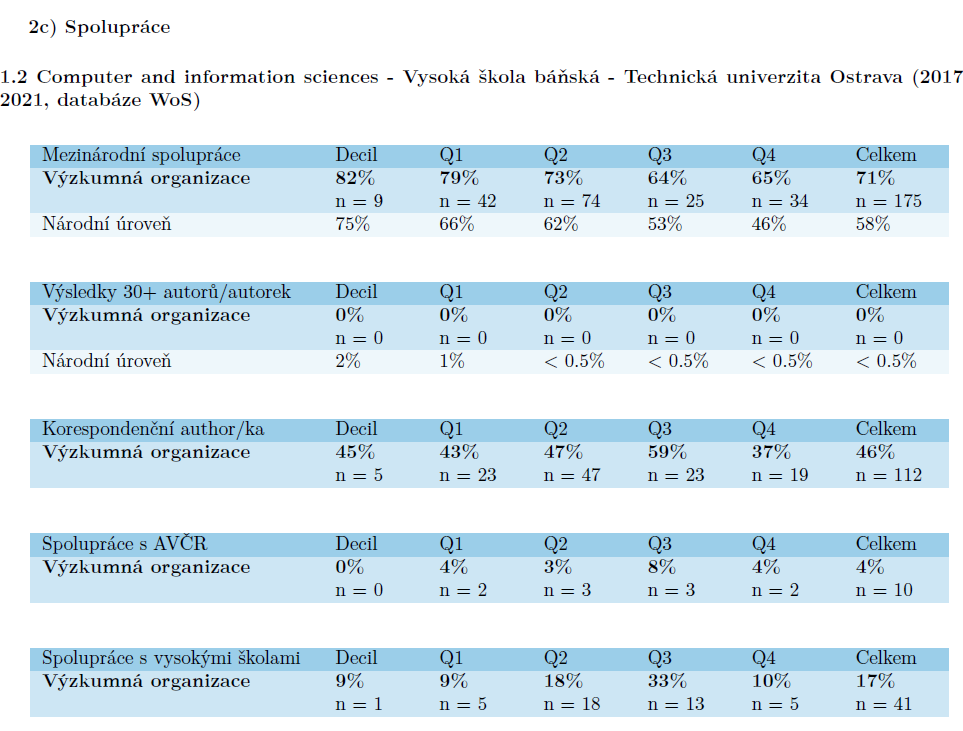 2c) Spolupráce
1.2 Computer and information sciences - Vysoká škola báňská - Technická univerzita Ostrava (2017
2021, databáze WoS)
Mezinárodní spolupráce Decil Q1 Q2 Q3 Q4 Celkem
Výzkumná organizace 82% 79% 73% 64% 65% 71%
n = 9 n = 42 n = 74 n = 25 n = 34 n = 175
Národní úroveň 75% 66% 62% 53% 46% 58%
Výsledky 30+ autorů/autorek Decil Q1 Q2 Q3 Q4 Celkem
Výzkumná organizace 0% 0% 0% 0% 0% 0%
n = 0 n = 0 n = 0 n = 0 n = 0 n = 0
Národní úroveň 2% 1% < 0.5% < 0.5% < 0.5% < 0.5%
Korespondenční author/ka Decil Q1 Q2 Q3 Q4 Celkem
Výzkumná organizace 45% 43% 47% 59% 37% 46%
n = 5 n = 23 n = 47 n = 23 n = 19 n = 112
Spolupráce s AVČR Decil Q1 Q2 Q3 Q4 Celkem
Výzkumná organizace 0% 4% 3% 8% 4% 4%
n = 0 n = 2 n = 3 n = 3 n = 2 n = 10
Spolupráce s vysokými školami Decil Q1 Q2 Q3 Q4 Celkem
Výzkumná organizace 9% 9% 18% 33% 10% 17%
n = 1 n = 5 n = 18 n = 13 n = 5 n = 41